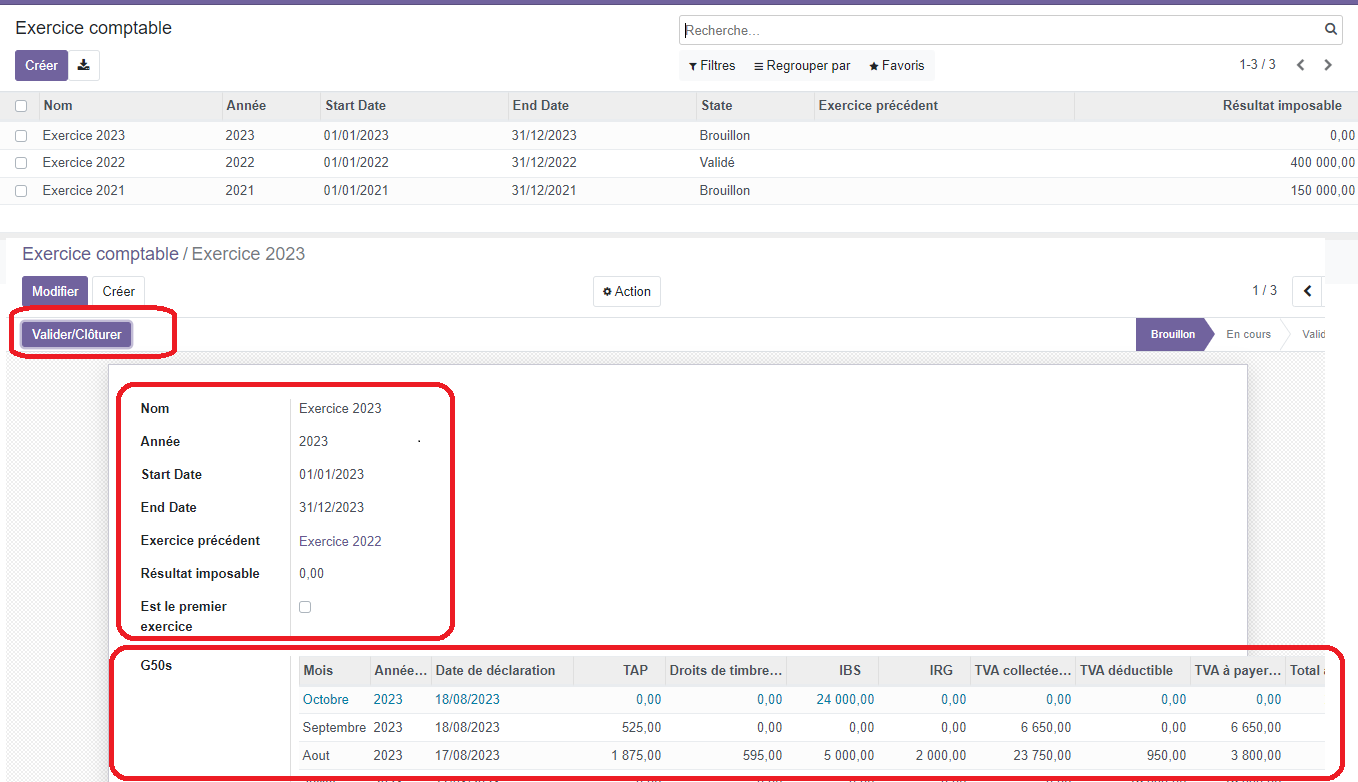 Exercice comptable
Recherche...
Créer
Filtres Regrouper par Favoris
1-3 / 3
Nom Année Start Date End Date State Exercice précédent Résultat imposable
Exercice 2023 2023 01/01/2023 31/12/2023 Brouillon 0,00
Exercice 2022 2022 01/01/2022 31/12/2022 Validé 400 000,00
Exercice 2021 2021 01/01/2021 31/12/2021 Brouillon 150 000,00
Exercice comptable / Exercice 2023
Modifier Créer Action 1 / 3
Valider/Clôturer Brouillon En cours Valid
Nom Exercice 2023
Année 2023
Start Date 01/01/2023
End Date 31/12/2023
Exercice précédent Exercice 2022
Résultat imposable 0,00
Est le premier
exercice
G50s
Mois Année... Date de déclaration TAP Droits de timbre... IBS IRG TVA collectée... TVA déductible TVA à payer... Total
Octobre 2023 18/08/2023 0,00 0,00 24 000,00 0,00 0,00 0,00 0,00
Septembre 2023 18/08/2023 525,00 0,00 0,00 0,00 6 650,00 0,00 6 650,00
Aout 2023 17/08/2023 1 875,00 595,00 5 000,00 2 000,00 23 750,00 950,00 3 800,00